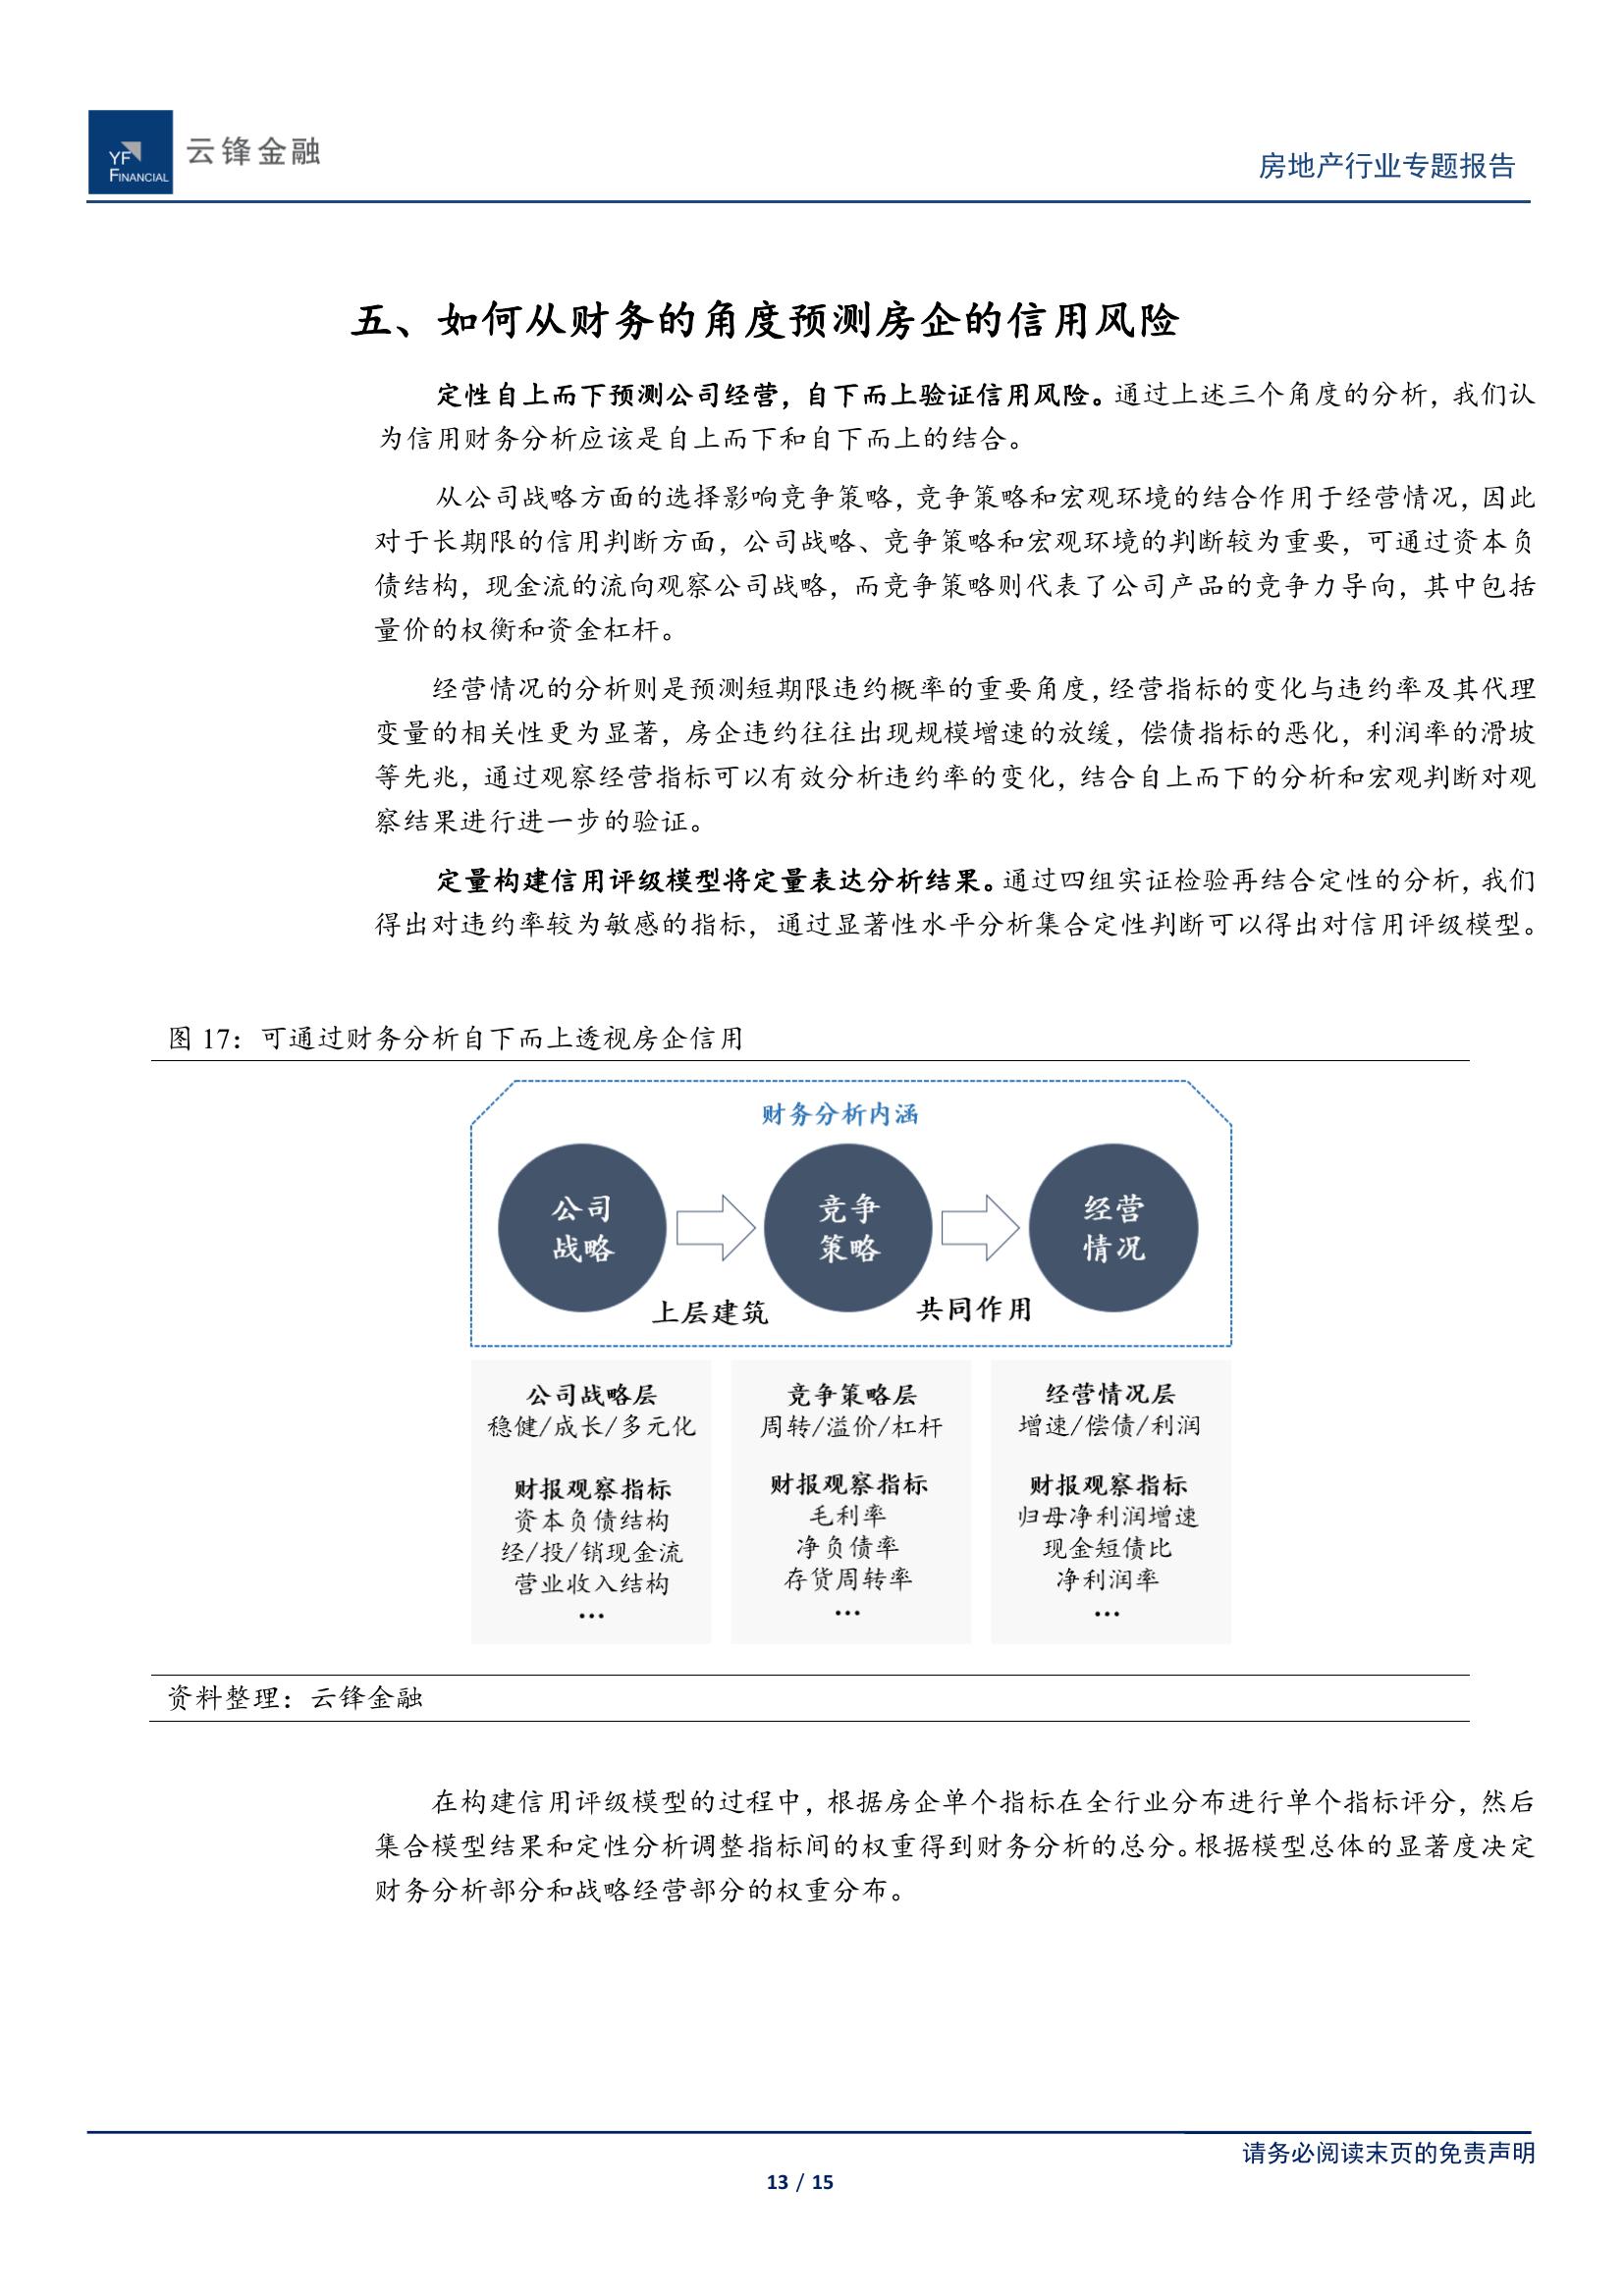 YF
FINANCIAL
云锋金融
房地产行业专题报告
五、如何从财务的角度预测房企的信用风险
定性自上而下预测公司经营，自下而上验证信用风险。通过上述三个角度的分析，我们认
为信用财务分析应该是自上而下和自下而上的结合。
从公司战略方面的选择影响竞争策略，竞争策略和宏观环境的结合作用于经营情况，因此
对于长期限的信用判断方面，公司战略、竞争策略和宏观环境的判断较为重要，可通过资本负
债结构，现金流的流向观察公司战略，而竞争策略则代表了公司产品的竞争力导向，其中包括
量价的权衡和资金杠杆。
经营情况的分析则是预测短期限违约概率的重要角度，经营指标的变化与违约率及其代理
变量的相关性更为显著，房企违约往往出现规模增速的放缓，偿债指标的恶化，利润率的滑坡
等先兆，通过观察经营指标可以有效分析违约率的变化，结合自上而下的分析和宏观判断对观
察结果进行进一步的验证。
定量构建信用评级模型将定量表达分析结果。通过四组实证检验再结合定性的分析，我们
得出对违约率较为敏感的指标，通过显著性水平分析集合定性判断可以得出对信用评级模型。
图 17：可通过财务分析自下而上透视房企信用
财务分析内涵
公司
战略
竞争
策略
经营
情况
上层建筑
共同作用
公司战略层
稳健/成长/多元化
财报观察指标
资本负债结构
经/投/销现金流
营业收入结构
…
竞争策略层
周转/溢价/杠杆
财报观察指标
毛利率
净负债率
存货周转率
…
经营情况层
增速/偿债/利润
财报观察指标
归母净利润增速
现金短债比
净利润率
…
资料整理：云锋金融
在构建信用评级模型的过程中，根据房企单个指标在全行业分布进行单个指标评分，然后
集合模型结果和定性分析调整指标间的权重得到财务分析的总分。根据模型总体的显著度决定
财务分析部分和战略经营部分的权重分布。
请务必阅读末页的免责声明
13 / 15